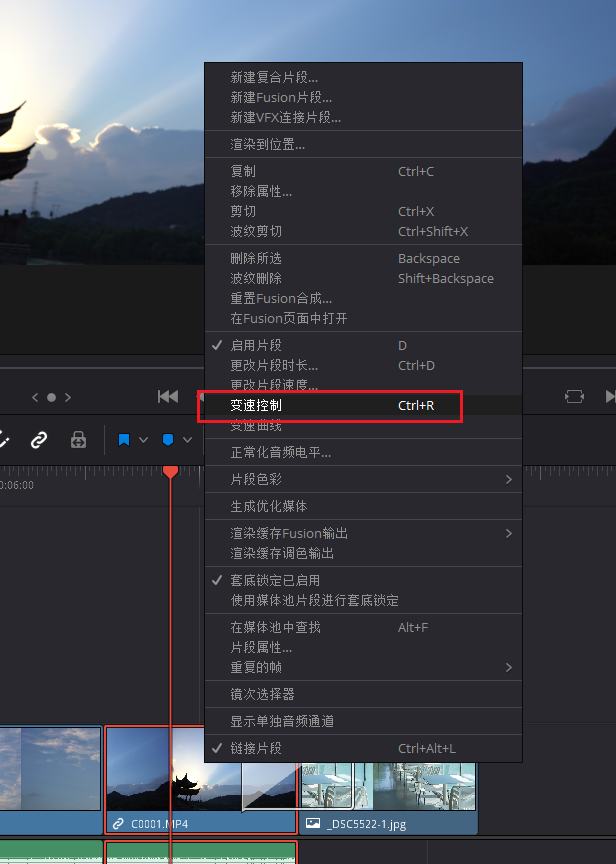 新建复合片段...
新建Fusion片段...
新建VFX连接片段...
渲染到位置...
复制 Ctrl+C
移除属性...
剪切 Ctrl+X
波纹剪切 Ctrl+Shift+X
删除所选 Backspace
波纹删除 Shift+Backspace
重置Fusion合成...
在Fusion页面中打开
启用片段 D
更改片段时长... Ctrl+D
更改片段速度...
变速控制 Ctrl+R
变速曲线
正常化音频电平...
片段色彩
生成优化媒体
渲染缓存Fusion输出
渲染缓存调色输出
套底锁定已启用
使用媒体池片段进行套底锁定
在媒体池中查找 Alt+F
片段属性...
重复的帧
镜次选择器
显示单独音频通道
链接片段 Ctrl+Alt+L
0:06:00
C0001.MP4
_DSC5522-1.jpg